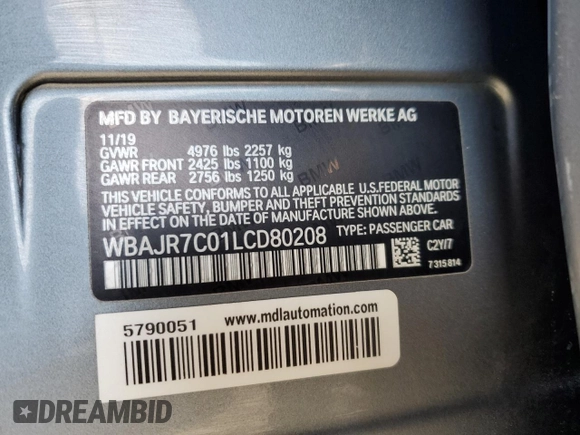 MFD BY BAYERISCHE MOTOREN WERKE AG
11/19
GVWR 4976 lbs 2257 kg
GAWR FRONT 2425 lbs 1100 kg
GAWR REAR 2756 lbs 1250 kg
THIS VEHICLE CONFORMS TO ALL APPLICABLE U.S.FEDERAL MOTOR
VEHICLE SAFETY, BUMPER AND THEFT PREVENTION STANDARDS
IN EFFECT ON THE DATE OF MANUFACTURE SHOWN ABOVE.
WBAJR7C01LCD80208 TYPE: PASSENGER CAR
C2Y/7
7 315 814
5790051 www.mdlautomation.com
DREAMBID